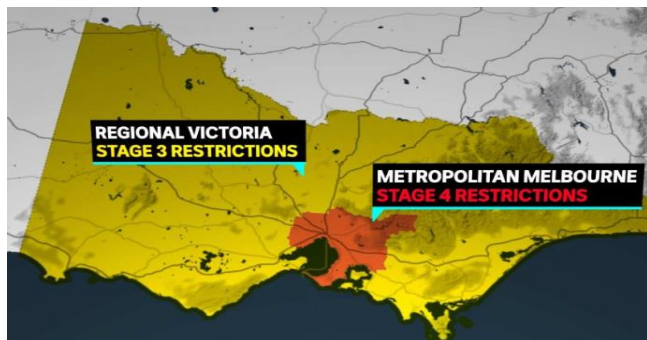 REGIONAL VICTORIA
STAGE 3 RESTRICTIONS
METROPOLITAN MELBOURNE
STAGE 4 RESTRICTIONS